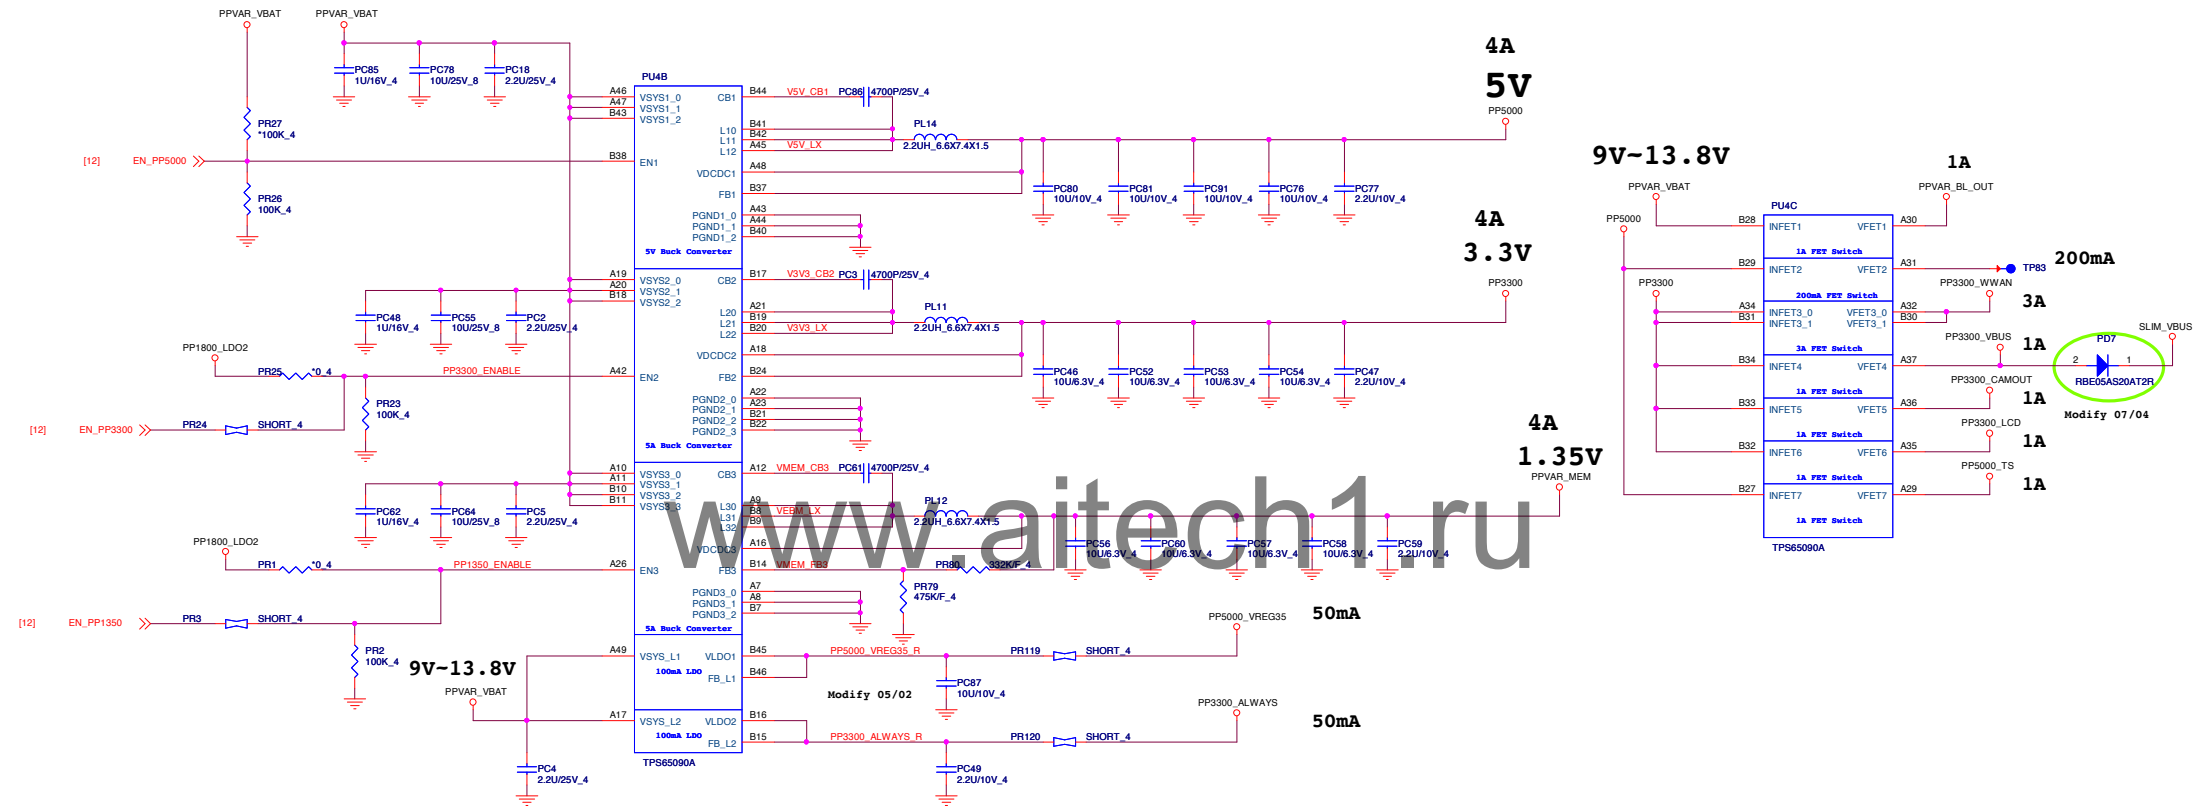 PPVAR_VBAT
PPVAR_VBAT
PC85
1U/16V_4
PC78
10U/25V_8
PC18
2.2U/25V_4
PR27
*100K_4
[12] EN_PP5000
PR26
100K_4
PU4B
A46 VSYS1_0
A47 VSYS1_1
B43 VSYS1_2
B38 EN1
CB1 B44 V5V_CB1
PC86 4700P/25V_4
L10 B41
L11 B42
L12 A45 V5V_LX
PL14
2.2UH_6.6X7.4X1.5
VDCDC1 A48
FB1 B37
PGND1_0 A43
PGND1_1 A44
PGND1_2 B40
5V Buck Converter
4A
5V
PP5000
PC80
10U/10V_4
PC81
10U/10V_4
PC91
10U/10V_4
PC76
10U/10V_4
PC77
2.2U/10V_4
A19 VSYS2_0
A20 VSYS2_1
B18 VSYS2_2
PC48
1U/16V_4
PC55
10U/25V_8
PC2
2.2U/25V_4
PP1800_LDO2
PR25 *0_4
PP3300_ENABLE
A42 EN2
PR23
100K_4
[12] EN_PP3300
PR24 SHORT_4
CB2 B17 V3V3_CB2
PC3 4700P/25V_4
L20 A21
L21 B19
L22 B20 V3V3_LX
PL11
2.2UH_6.6X7.4X1.5
VDCDC2 A18
FB2 B24
PGND2_0 A22
PGND2_1 A23
PGND2_2 B21
PGND2_3 B22
5A Buck Converter
4A
3.3V
PP3300
PC46
10U/6.3V_4
PC52
10U/6.3V_4
PC53
10U/6.3V_4
PC54
10U/6.3V_4
PC47
2.2U/10V_4
A10 VSYS3_0
A11 VSYS3_1
B10 VSYS3_2
B11 VSYS3_3
PC62
1U/16V_4
PC64
10U/25V_8
PC5
2.2U/25V_4
PP1800_LDO2
PR1 *0_4
PP1350_ENABLE
A26 EN3
[12] EN_PP1350
PR3 SHORT_4
PR2
100K_4
CB3 A12 VMEM_CB3
PC61 4700P/25V_4
L30 A9
L31 B8
L32 B9
PL12
2.2UH_6.6X7.4X1.5
VDCDC3 A16
FB3 B14 VMEM_FB3
PR80 332K/F_4
PR79
475K/F_4
PGND3_0 A7
PGND3_1 A8
PGND3_2 B7
5A Buck Converter
4A
1.35V
PPVAR_MEM
PC56
10U/6.3V_4
PC60
10U/6.3V_4
PC57
10U/6.3V_4
PC58
10U/6.3V_4
PC59
2.2U/10V_4
www.aitech1.ru
9V~13.8V
PPVAR_VBAT
A49 VSYS_L1
VLDO1 B45 PP5000_VREG35_R
100mA LDO
FB_L1 B46
PR119 SHORT_4
PP5000_VREG35
50mA
PC87
10U/10V_4
Modify 05/02
A17 VSYS_L2
VLDO2 B16
100mA LDO
FB_L2 B15 PP3300_ALWAYS_R
PR120 SHORT_4
PP3300_ALWAYS
50mA
PC4
2.2U/25V_4
PC49
2.2U/10V_4
TPS65090A
9V~13.8V
PPVAR_VBAT
PP5000
PP3300
PU4C
1A
PPVAR_BL_OUT
B28 INFET1 VFET1 A30
1A FET Switch
B29 INFET2 VFET2 A31
TP83
200mA
200mA FET Switch
PP3300_WWAN
3A
A34 INFET3_0 VFET3_0 A32
B31 INFET3_1 VFET3_1 B30
3A FET Switch
PP3300_VBUS
1A
B34 INFET4 VFET4 A37
1A FET Switch
SLIM_VBUS
PD7
2 1
RBE05AS20AT2R
Modify 07/04
PP3300_CAMOUT
1A
B33 INFET5 VFET5 A36
1A FET Switch
PP3300_LCD
1A
B32 INFET6 VFET6 A35
1A FET Switch
PP5000_TS
1A
B27 INFET7 VFET7 A29
1A FET Switch
TPS65090A